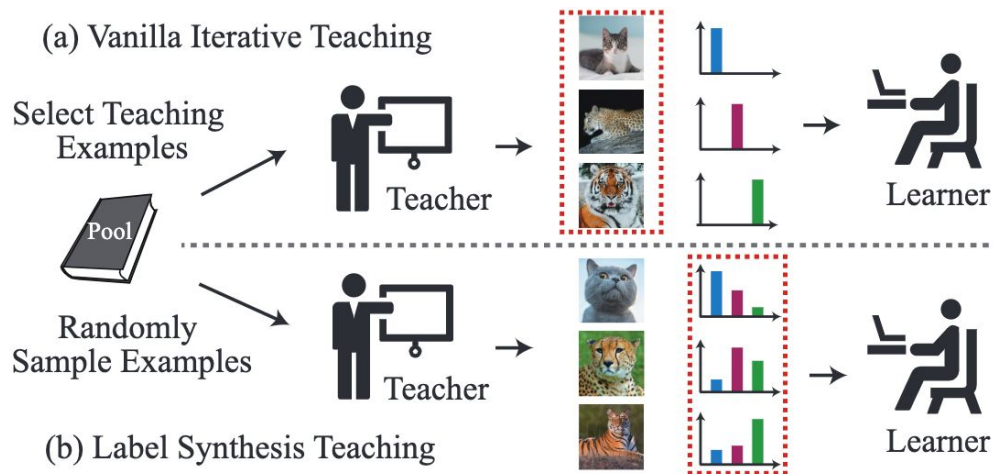 (a) Vanilla Iterative Teaching
Select Teaching
Examples
Teacher
Learner
Pool
Randomly
Sample Examples
Teacher
Learner
(b) Label Synthesis Teaching